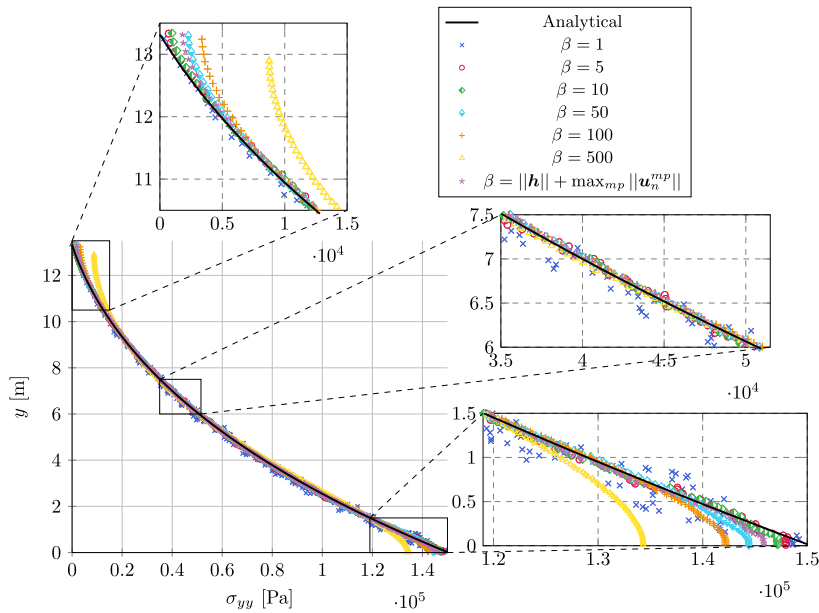 Analytical
β = 1
β = 5
β = 10
β = 50
β = 100
β = 500
β = ||h|| + max_mp ||u_n^mp||
13
12
11
0 0.5 1 1.5
·10^4
7.5
7
6.5
6
3.5 4 4.5 5
·10^4
12
10
8
6
4
2
0
y [m]
0 0.2 0.4 0.6 0.8 1 1.2 1.4
σ_yy [Pa]
·10^5
1.5
1
0.5
0
1.2 1.3 1.4 1.5
·10^5